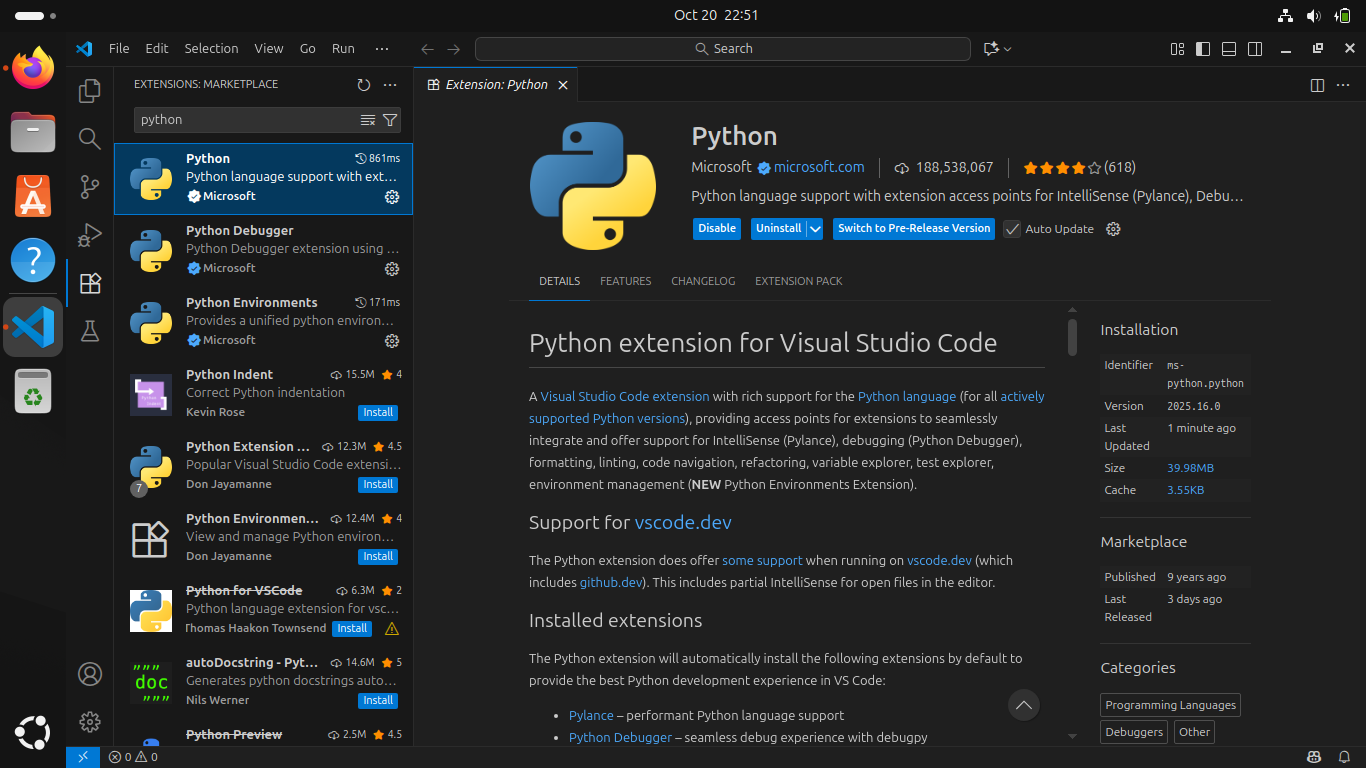 Oct 20 22:51
File Edit Selection View Go Run ···
Search
EXTENSIONS: MARKETPLACE
python
Python 861ms
Python language support with ext…
Microsoft
Python Debugger
Python Debugger extension using …
Microsoft
Python Environments 171ms
Provides a unified python environ…
Microsoft
Python Indent 15.5M 4
Correct Python indentation
Kevin Rose Install
Python Extension … 12.3M 4.5
Popular Visual Studio Code extensi…
7
Don Jayamanne Install
Python Environmen… 12.4M 4
View and manage Python environ…
Don Jayamanne Install
Python for VSCode 6.3M 2
Python language extension for vsc…
Thomas Haakon Townsend Install
""" doc """
autoDocstring - Pyt… 14.6M 5
Generates python docstrings auto…
Nils Werner Install
Python Preview 2.5M 4.5
0 0
Extension: Python
Python
Microsoft microsoft.com 188,538,067 (618)
Python language support with extension access points for IntelliSense (Pylance), Debu…
Disable Uninstall Switch to Pre-Release Version Auto Update
DETAILS FEATURES CHANGELOG EXTENSION PACK
Python extension for Visual Studio Code
A Visual Studio Code extension with rich support for the Python language (for all actively
supported Python versions), providing access points for extensions to seamlessly
integrate and offer support for IntelliSense (Pylance), debugging (Python Debugger),
formatting, linting, code navigation, refactoring, variable explorer, test explorer,
environment management (NEW Python Environments Extension).
Support for vscode.dev
The Python extension does offer some support when running on vscode.dev (which
includes github.dev). This includes partial IntelliSense for open files in the editor.
Installed extensions
The Python extension will automatically install the following extensions by default to
provide the best Python development experience in VS Code:
• Pylance – performant Python language support
• Python Debugger – seamless debug experience with debugpy
Installation
Identifier ms-
python.python
Version 2025.16.0
Last 1 minute ago
Updated
Size 39.98MB
Cache 3.55KB
Marketplace
Published 9 years ago
Last 3 days ago
Released
Categories
Programming Languages
Debuggers Other